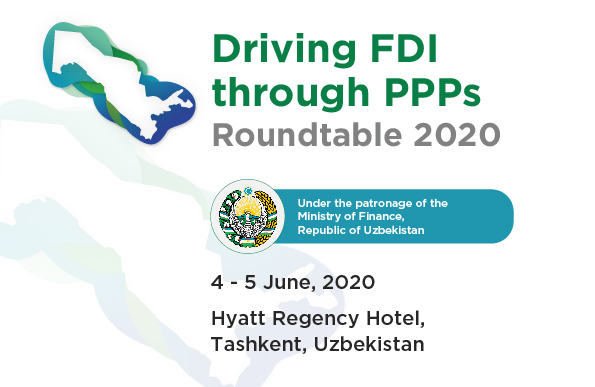 Driving FDI
through PPPs
Roundtable 2020
Under the patronage of the
Ministry of Finance,
Republic of Uzbekistan
4 - 5 June, 2020
Hyatt Regency Hotel,
Tashkent, Uzbekistan